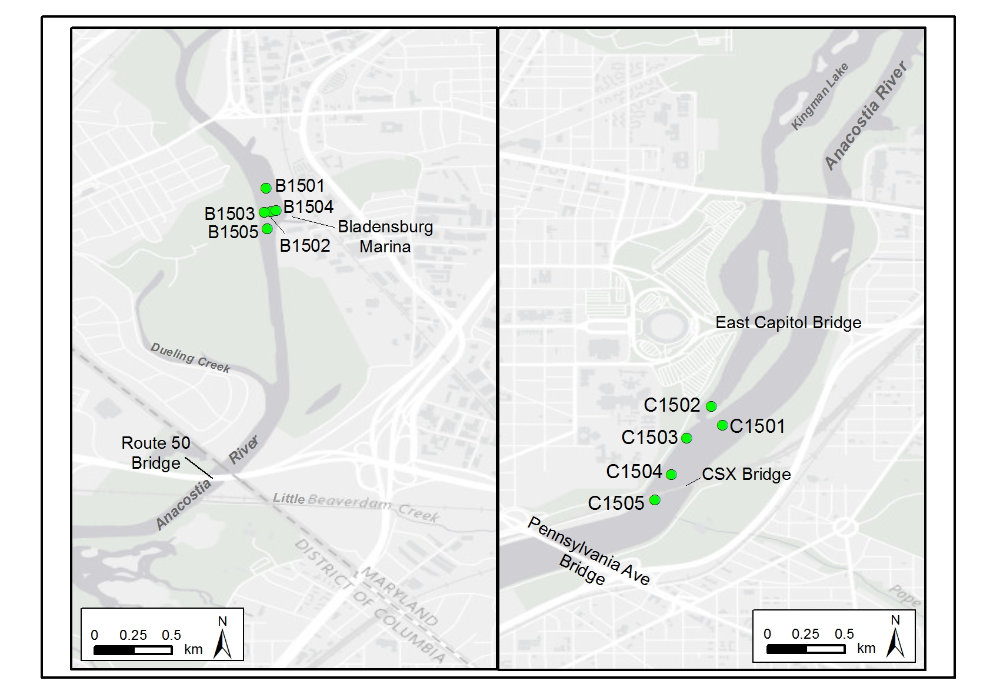 B1501
B1503
B1504
B1505
Bladensburg
Marina
B1502
Dueling Creek
Route 50
Bridge
River
Anacostia
Little Beaverdam Creek
MARYLAND
DISTRICT OF COLUMBIA
N
0 0.25 0.5
km
Kingman Lake
Anacostia River
East Capitol Bridge
C1502
C1501
C1503
C1504
CSX Bridge
C1505
Pennsylvania Ave
Bridge
Pope
N
0 0.25 0.5
km